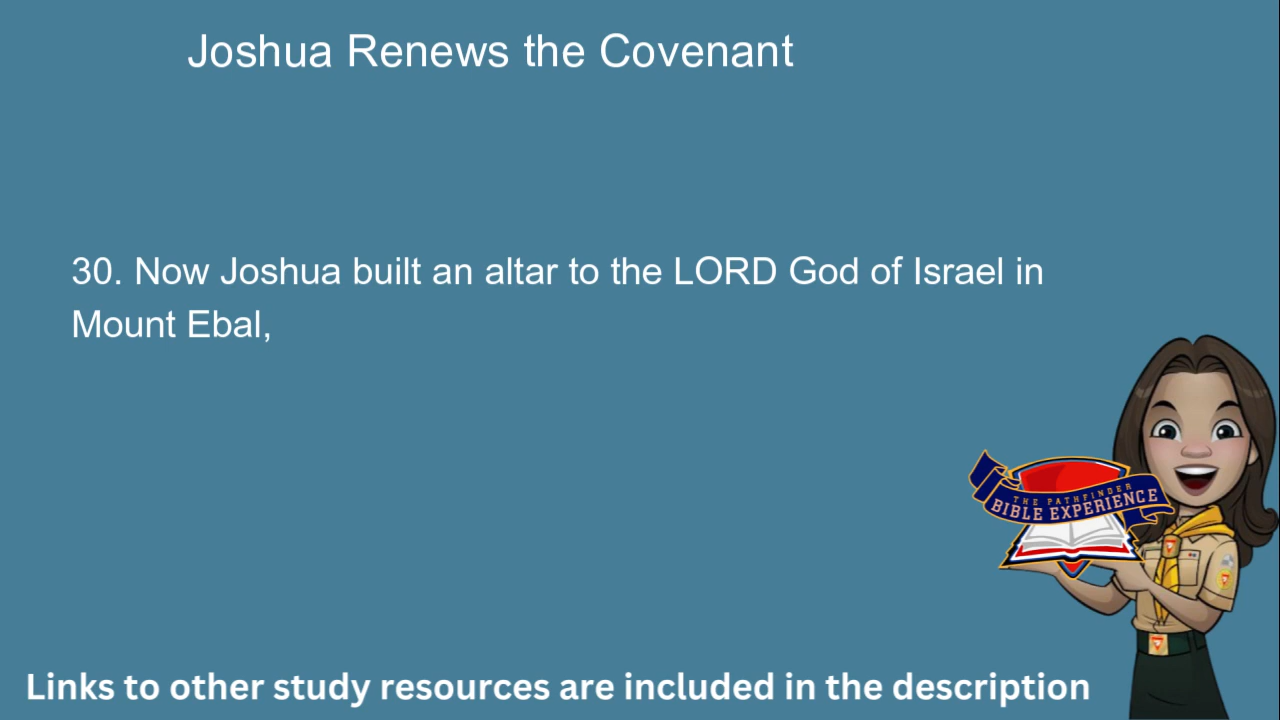 Joshua Renews the Covenant
30. Now Joshua built an altar to the LORD God of Israel in
Mount Ebal,
THE PATHFINDER
BIBLE EXPERIENCE
Links to other study resources are included in the description